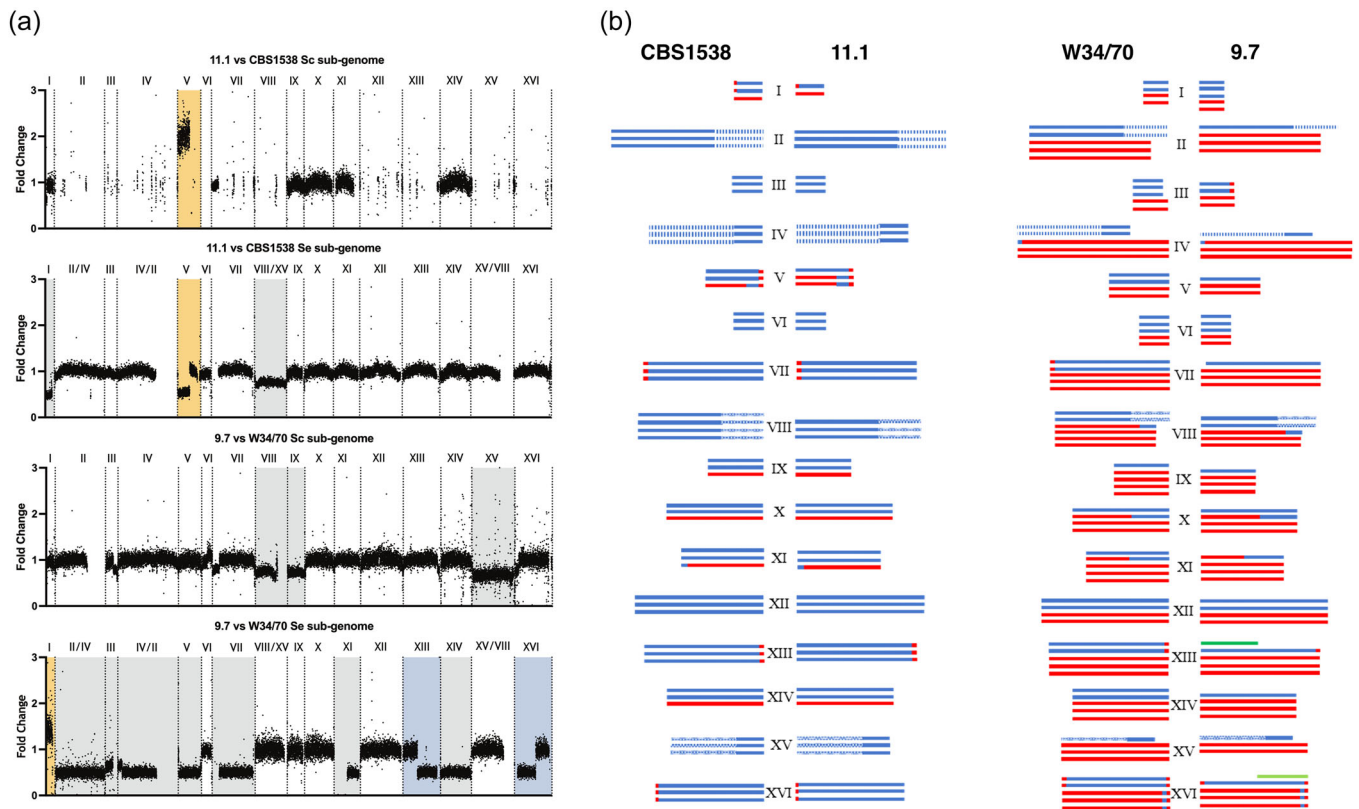 (a)
11.1 vs CBS1538 Sc sub-genome
I II III IV V VI VII VIII IX X XI XII XIII XIV XV XVI
Fold Change
3
2
1
0
11.1 vs CBS1538 Se sub-genome
I II/IV III IV/II V VI VII VIII/XV IX X XI XII XIII XIV XV/VIII XVI
Fold Change
3
2
1
0
9.7 vs W34/70 Sc sub-genome
I II III IV V VI VII VIII IX X XI XII XIII XIV XV XVI
Fold Change
3
2
1
0
9.7 vs W34/70 Se sub-genome
I II/IV III IV/II V VI VII VIII/XV IX X XI XII XIII XIV XV/VIII XVI
Fold Change
3
2
1
0
(b)
CBS1538 11.1
I
II
III
IV
V
VI
VII
VIII
IX
X
XI
XII
XIII
XIV
XV
XVI
W34/70 9.7
I
II
III
IV
V
VI
VII
VIII
IX
X
XI
XII
XIII
XIV
XV
XVI